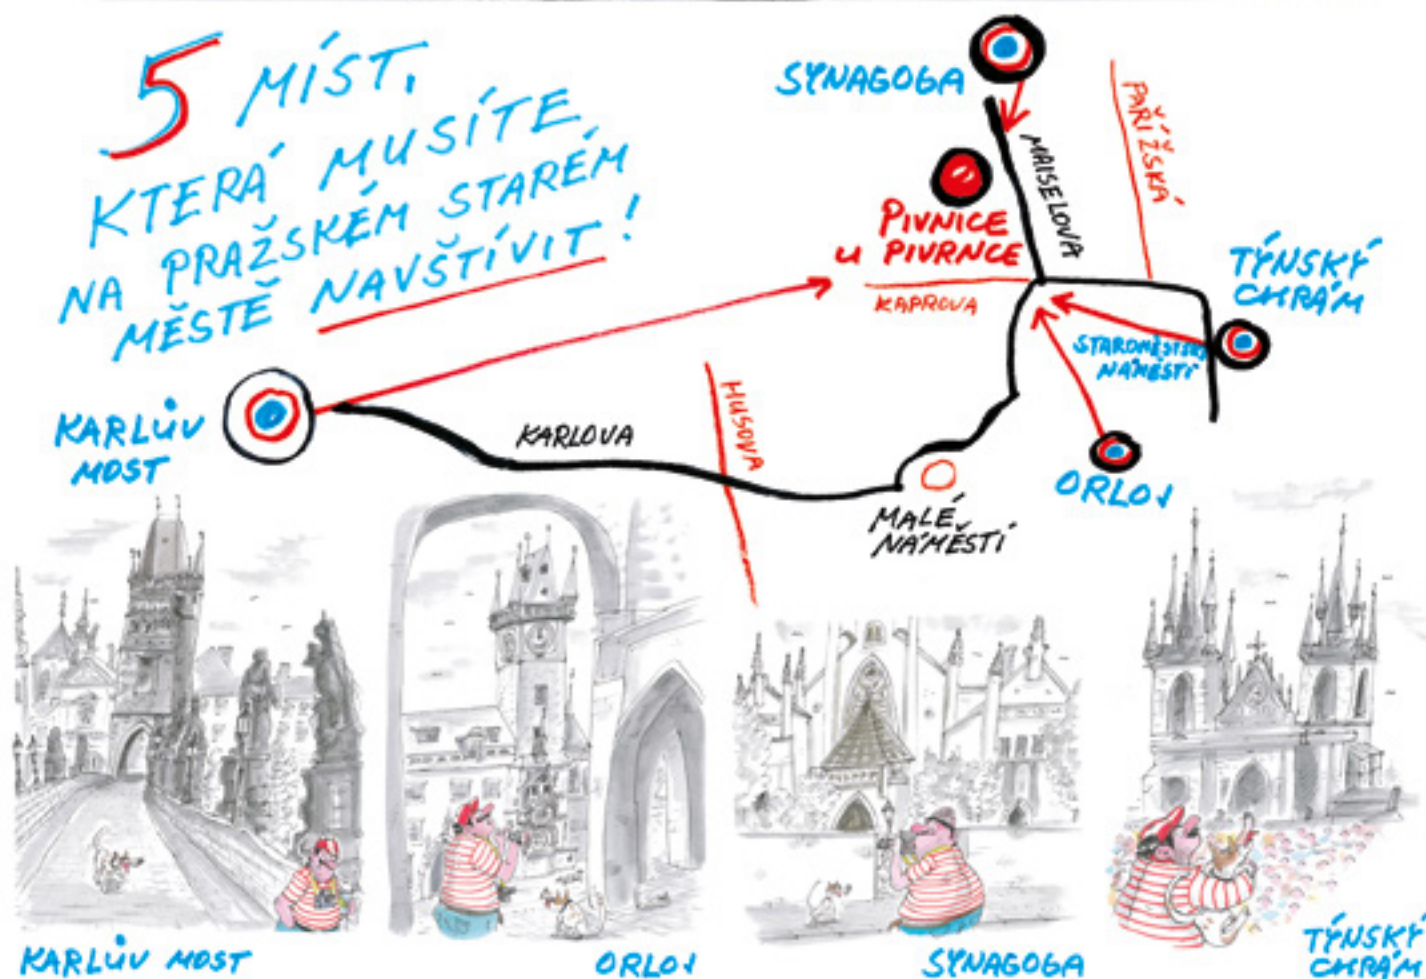 5 MÍST,
KTERÁ MUSÍTE
NA PRAŽSKÉM STARÉM
MĚSTĚ NAVŠTÍVIT!
SYNAGOGA
PAŘÍŽSKÁ
MAISELOVA
PIVNICE
U PIVRNCE
KAPROVA
TÝNSKÝ
CHRÁM
STAROMĚSTSKÉ
NÁMĚSTÍ
KARLŮV
MOST
KARLOVA
HUSOVA
MALÉ
NÁMĚSTÍ
ORLOJ
KARLŮV MOST
ORLOJ
SYNAGOGA
TÝNSKÝ
CHRÁM